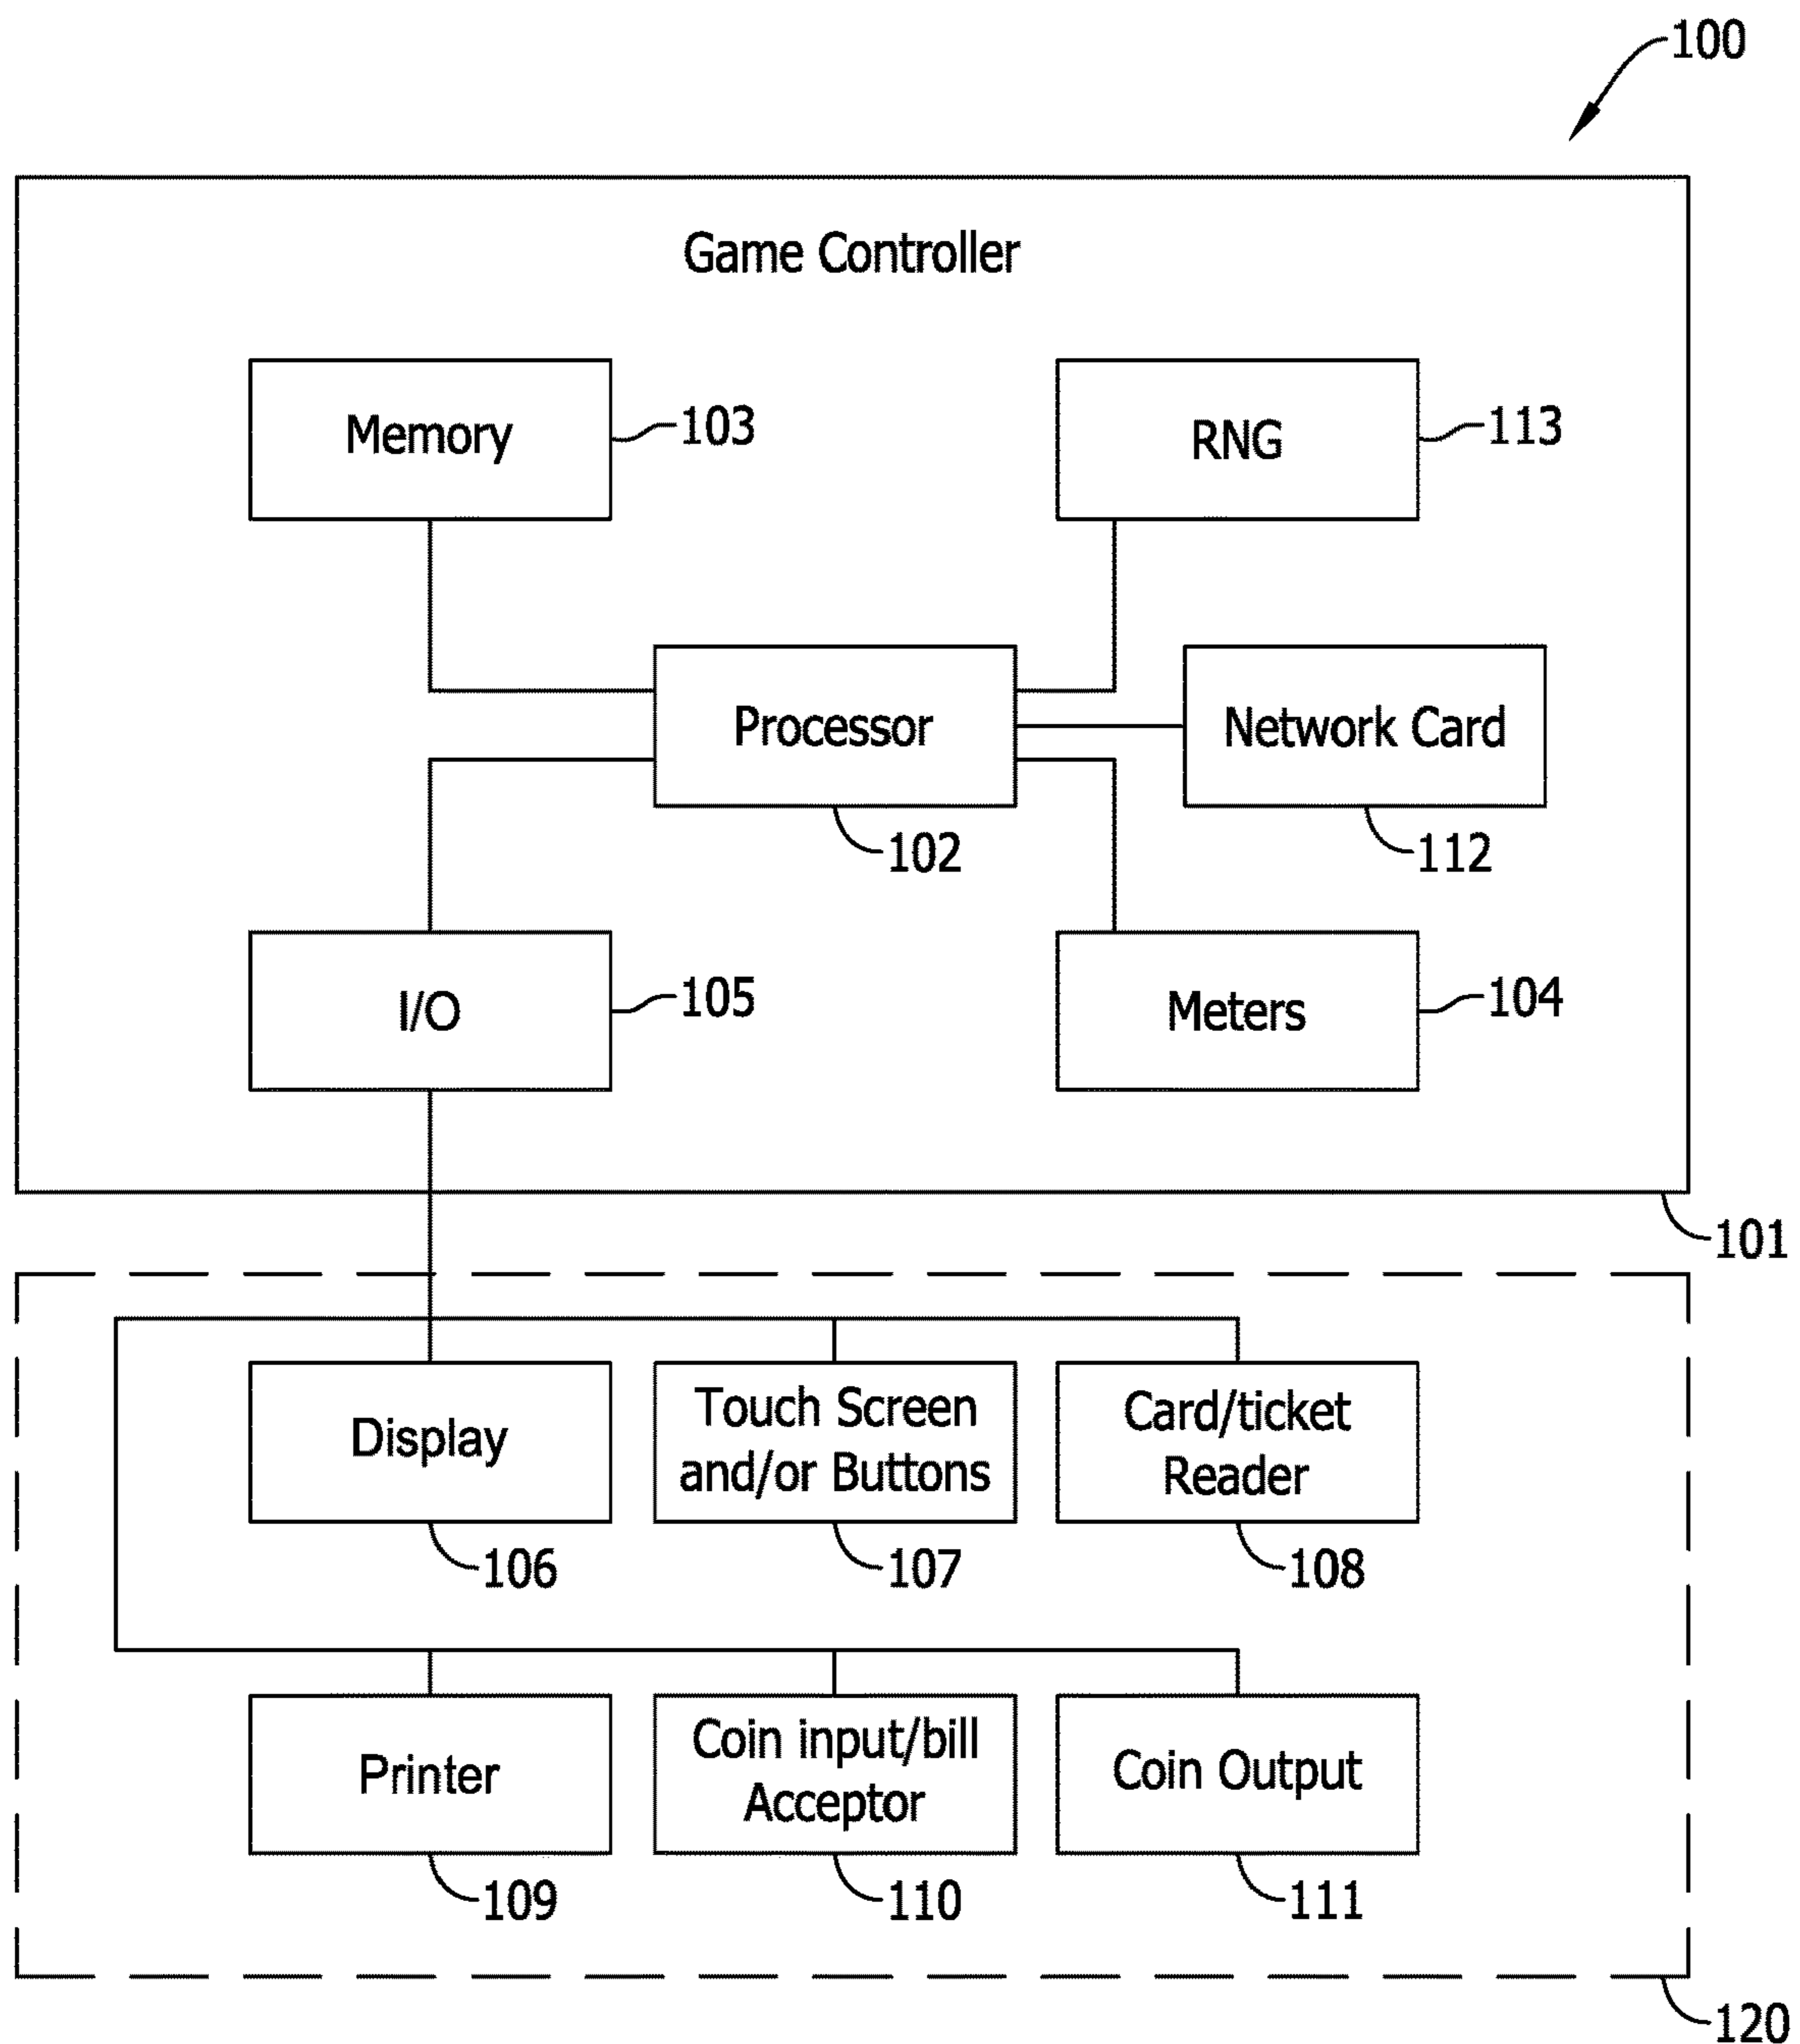 100
Game Controller
Memory
103
RNG
113
Processor
102
Network Card
112
I/O
105
Meters
104
101
Display
106
Touch Screen
and/or Buttons
107
Card/ticket
Reader
108
Printer
109
Coin input/bill
Acceptor
110
Coin Output
111
120